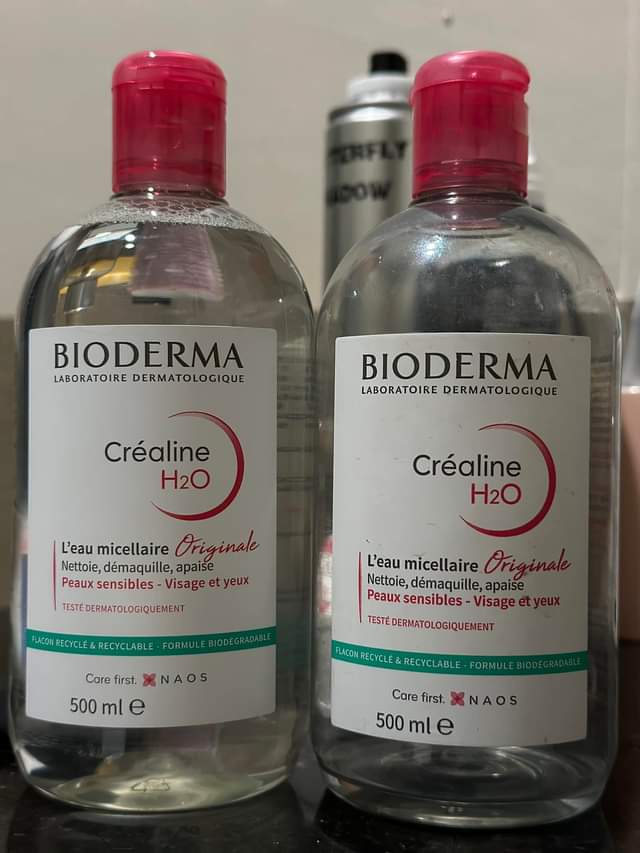 TERFLY
ADOW
BIODERMA
LABORATOIRE DERMATOLOGIQUE
Créaline
H2O
L'eau micellaire Originale
Nettoie, démaquille, apaise
Peaux sensibles - Visage et yeux
TESTÉ DERMATOLOGIQUEMENT
FLACON RECYCLÉ & RECYCLABLE - FORMULE BIODÉGRADABLE
Care first. NAOS
500 ml ℮
BIODERMA
LABORATOIRE DERMATOLOGIQUE
Créaline
H2O
L'eau micellaire Originale
Nettoie, démaquille, apaise
Peaux sensibles - Visage et yeux
TESTÉ DERMATOLOGIQUEMENT
FLACON RECYCLÉ & RECYCLABLE - FORMULE BIODÉGRADABLE
Care first. NAOS
500 ml ℮